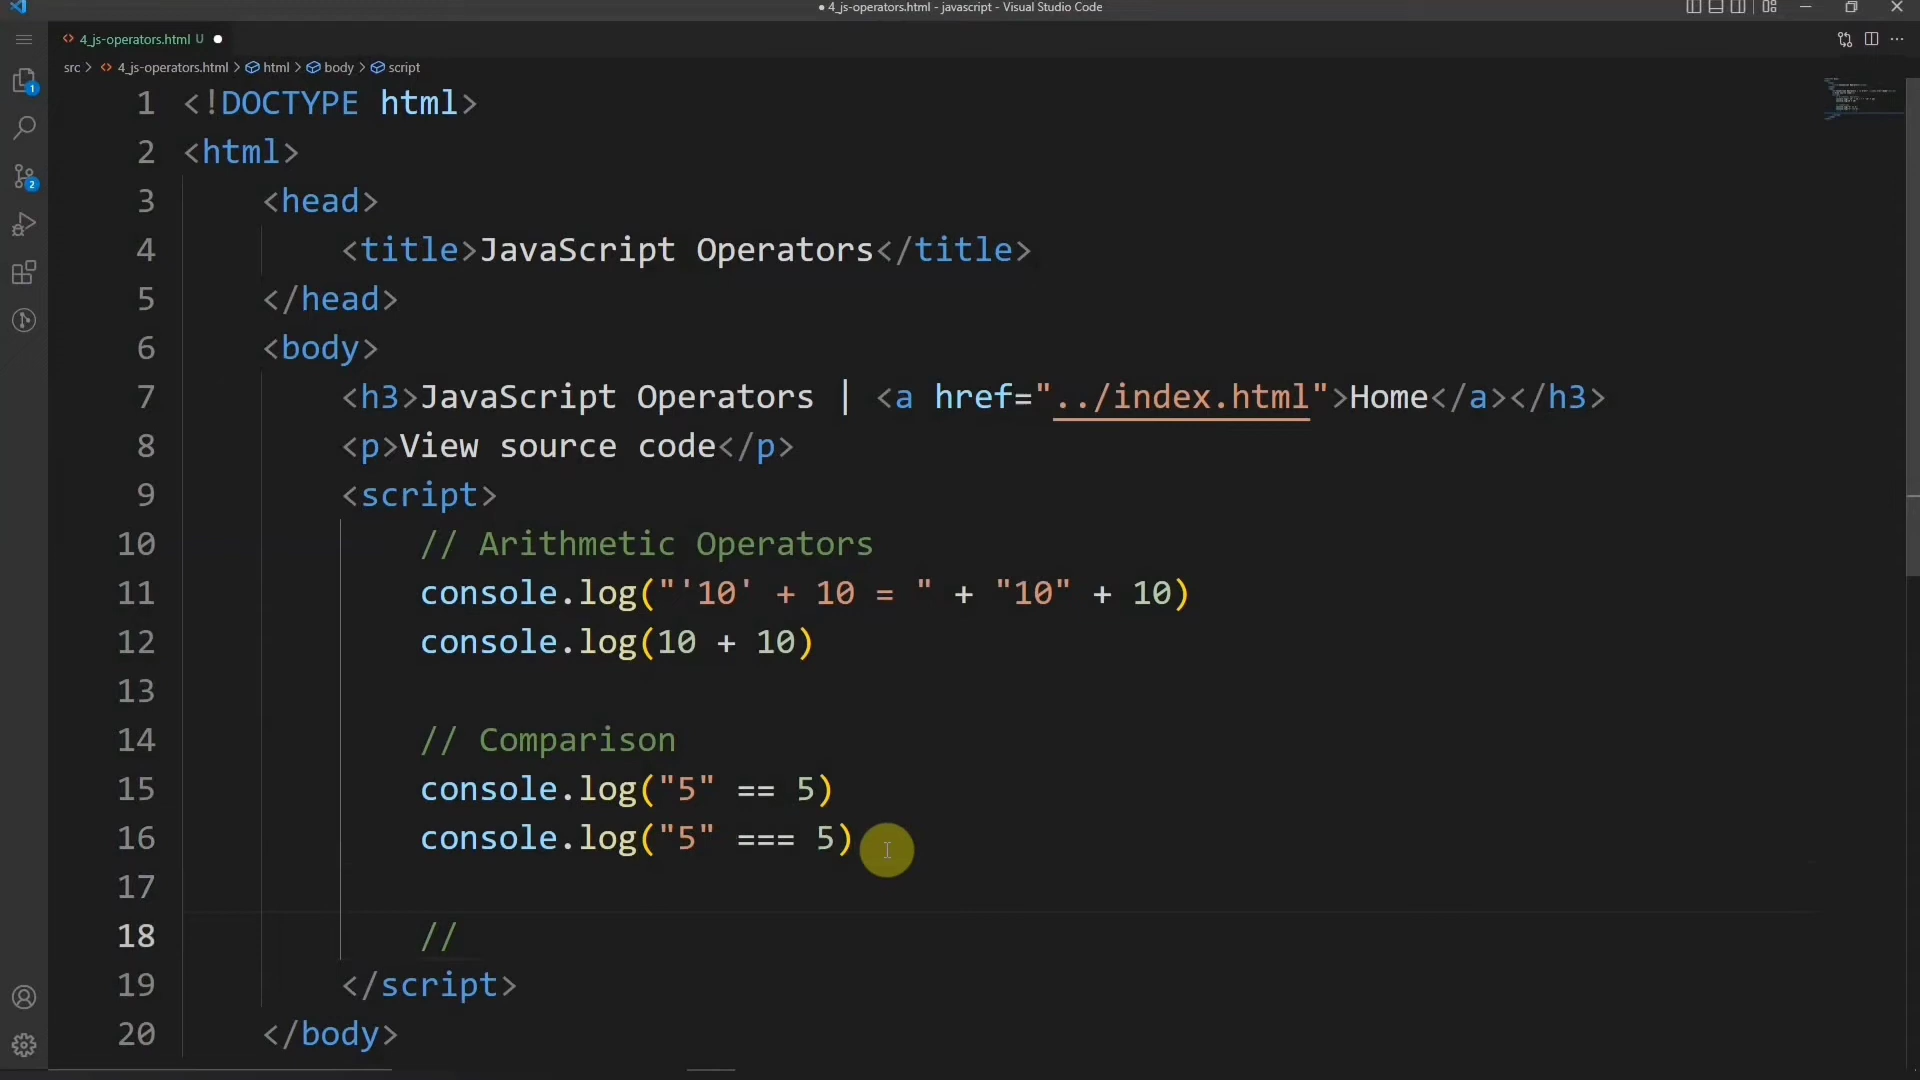 4_js-operators.html - javascript - Visual Studio Code
4_js-operators.html U
src > 4_js-operators.html > html > body > script
1 <!DOCTYPE html>
2 <html>
3 <head>
4 <title>JavaScript Operators</title>
5 </head>
6 <body>
7 <h3>JavaScript Operators | <a href="../index.html">Home</a></h3>
8 <p>View source code</p>
9 <script>
10 // Arithmetic Operators
11 console.log("'10' + 10 = " + "10" + 10)
12 console.log(10 + 10)
13
14 // Comparison
15 console.log("5" == 5)
16 console.log("5" === 5)
17
18 //
19 </script>
20 </body>
1
2